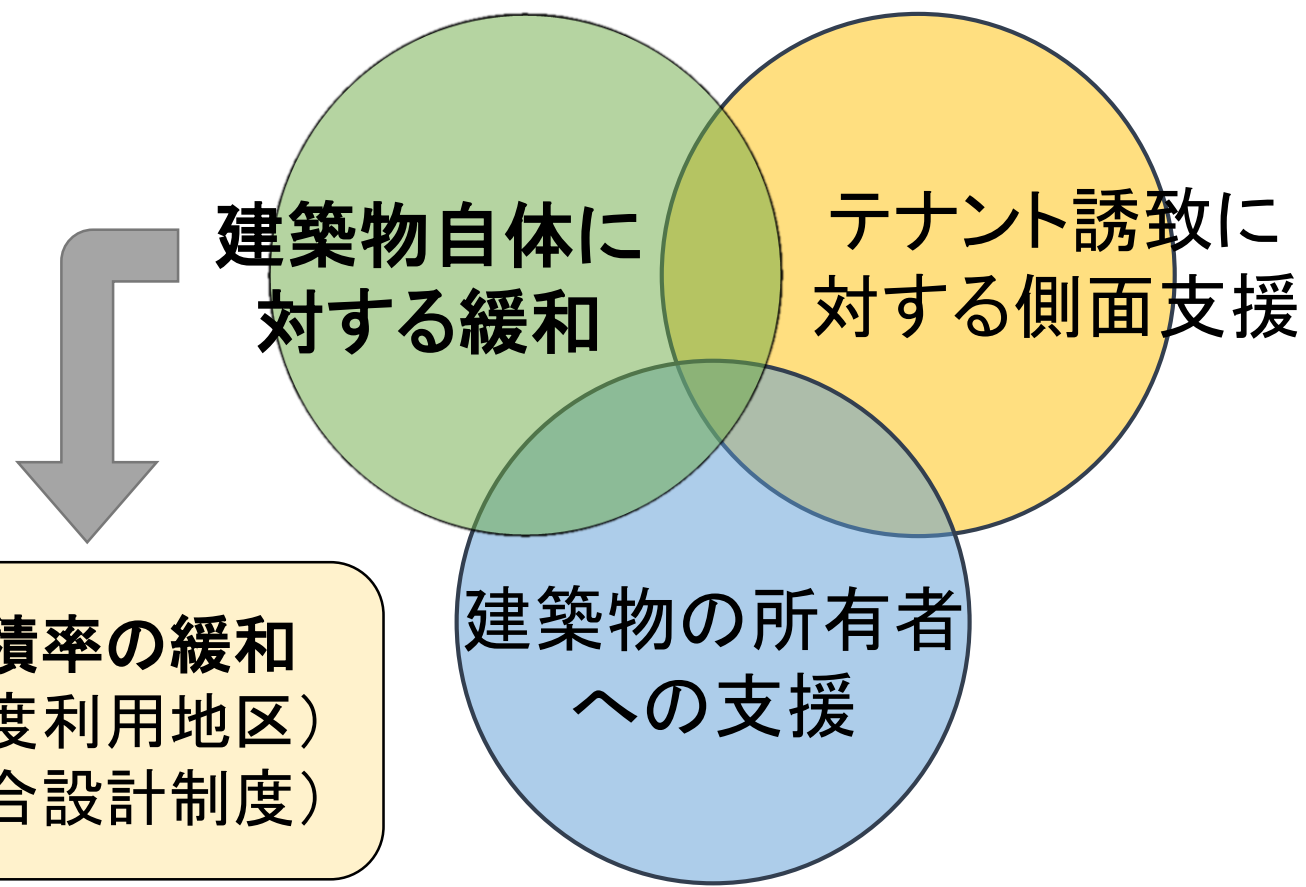 建築物自体に
対する緩和
テナント誘致に
対する側面支援
建築物の所有者
への支援
積率の緩和
度利用地区）
合設計制度）